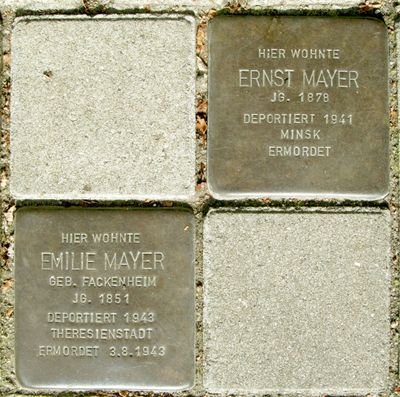 HIER WOHNTE
ERNST MAYER
JG. 1878
DEPORTIERT 1941
MINSK
ERMORDET
HIER WOHNTE
EMILIE MAYER
GEB. FACKENHEIM
JG. 1851
DEPORTIERT 1943
THERESIENSTADT
ERMORDET 3.8.1943